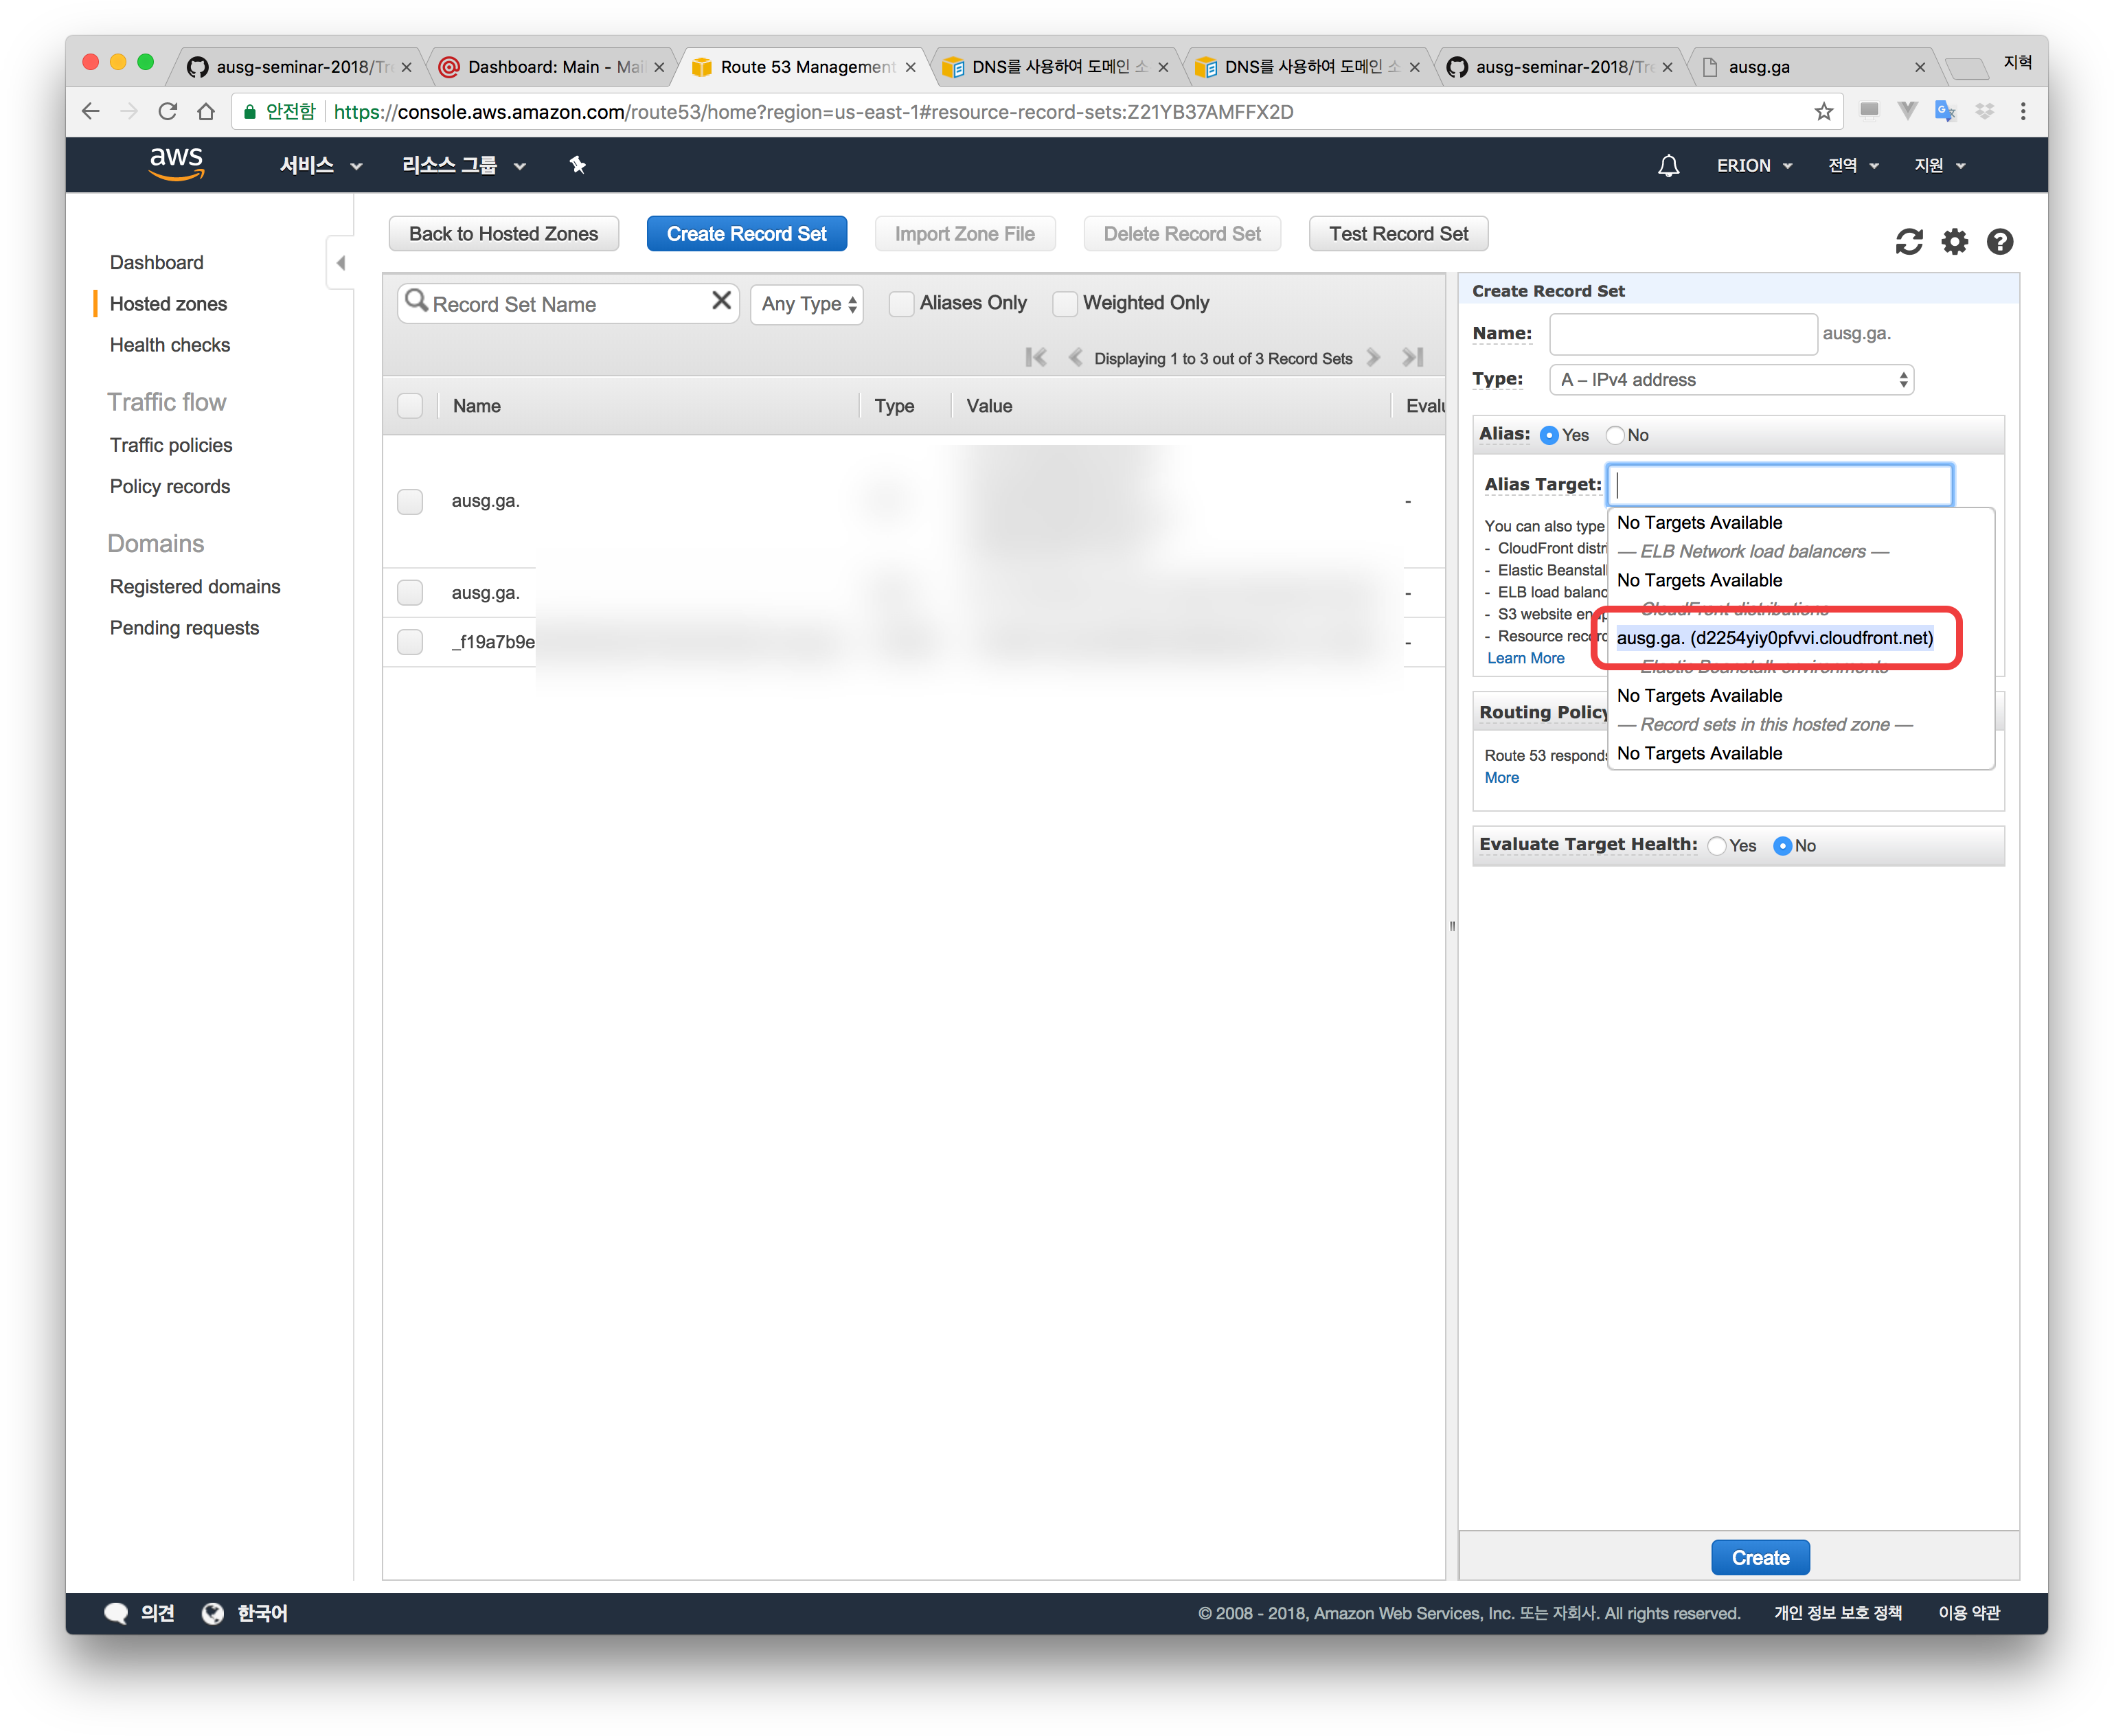 ausg-seminar-2018/Tr
Dashboard: Main - Mail
Route 53 Management
DNS를 사용하여 도메인 소
DNS를 사용하여 도메인 소
ausg-seminar-2018/Tr
ausg.ga
지혁
안전함
https://console.aws.amazon.com/route53/home?region=us-east-1#resource-record-sets:Z21YB37AMFFX2D
aws
서비스
리소스 그룹
ERION
전역
지원
Dashboard
Hosted zones
Health checks
Traffic flow
Traffic policies
Policy records
Domains
Registered domains
Pending requests
Back to Hosted Zones
Create Record Set
Import Zone File
Delete Record Set
Test Record Set
Record Set Name
Any Type
Aliases Only
Weighted Only
Displaying 1 to 3 out of 3 Record Sets
Name
Type
Value
Evalu
ausg.ga.
-
ausg.ga.
-
_f19a7b9e
-
Create Record Set
Name:
ausg.ga.
Type:
A – IPv4 address
Alias:
Yes
No
Alias Target:
You can also type
- CloudFront distri
- Elastic Beanstal
- ELB load balanc
- S3 website enp
- Resource recor
Learn More
No Targets Available
— ELB Network load balancers —
No Targets Available
CloudFront distributions
ausg.ga. (d2254yiy0pfvvi.cloudfront.net)
Elastic Beanstalk environments
No Targets Available
— Record sets in this hosted zone —
No Targets Available
Routing Policy
Route 53 responds
More
Evaluate Target Health:
Yes
No
Create
의견
한국어
© 2008 - 2018, Amazon Web Services, Inc. 또는 자회사. All rights reserved.
개인 정보 보호 정책
이용 약관